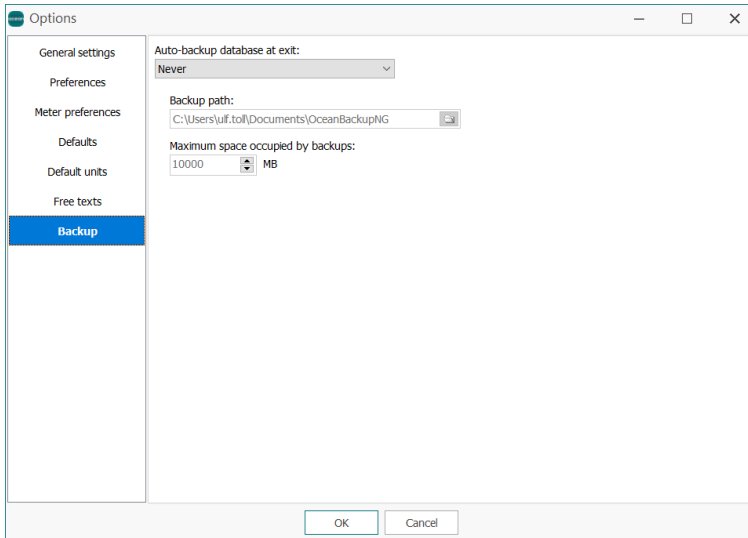 Options
General settings
Preferences
Meter preferences
Defaults
Default units
Free texts
Backup
Auto-backup database at exit:
Never
Backup path:
C:\Users\ulf.toll\Documents\OceanBackupNG
Maximum space occupied by backups:
10000 MB
OK Cancel